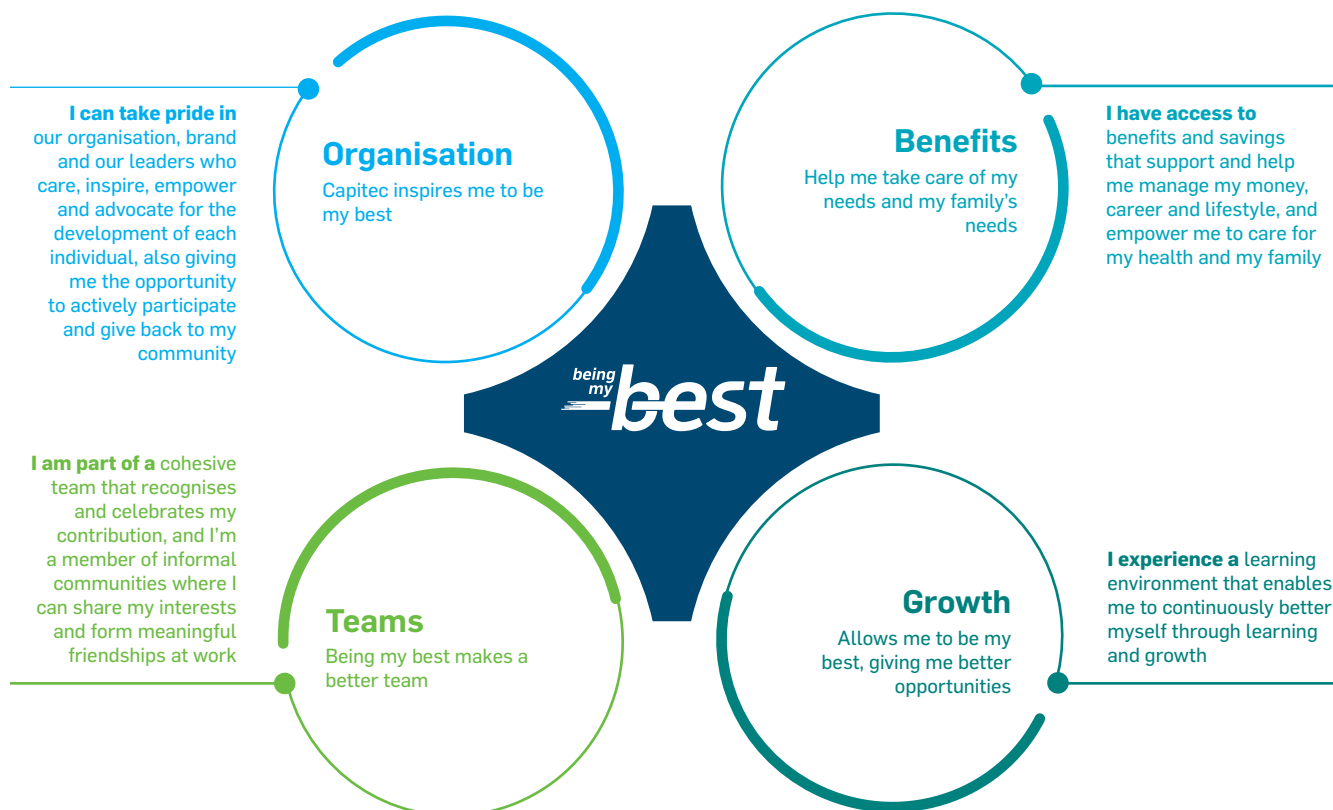 I can take pride in
our organisation, brand
and our leaders who
care, inspire, empower
and advocate for the
development of each
individual, also giving
me the opportunity
to actively participate
and give back to my
community
Organisation
Capitec inspires me to be
my best
Benefits
Help me take care of my
needs and my family's
needs
I have access to
benefits and savings
that support and help
me manage my money,
career and lifestyle, and
empower me to care for
my health and my family
being
my
best
I am part of a cohesive
team that recognises
and celebrates my
contribution, and I'm
a member of informal
communities where I
can share my interests
and form meaningful
friendships at work
Teams
Being my best makes a
better team
Growth
Allows me to be my
best, giving me better
opportunities
I experience a learning
environment that enables
me to continuously better
myself through learning
and growth